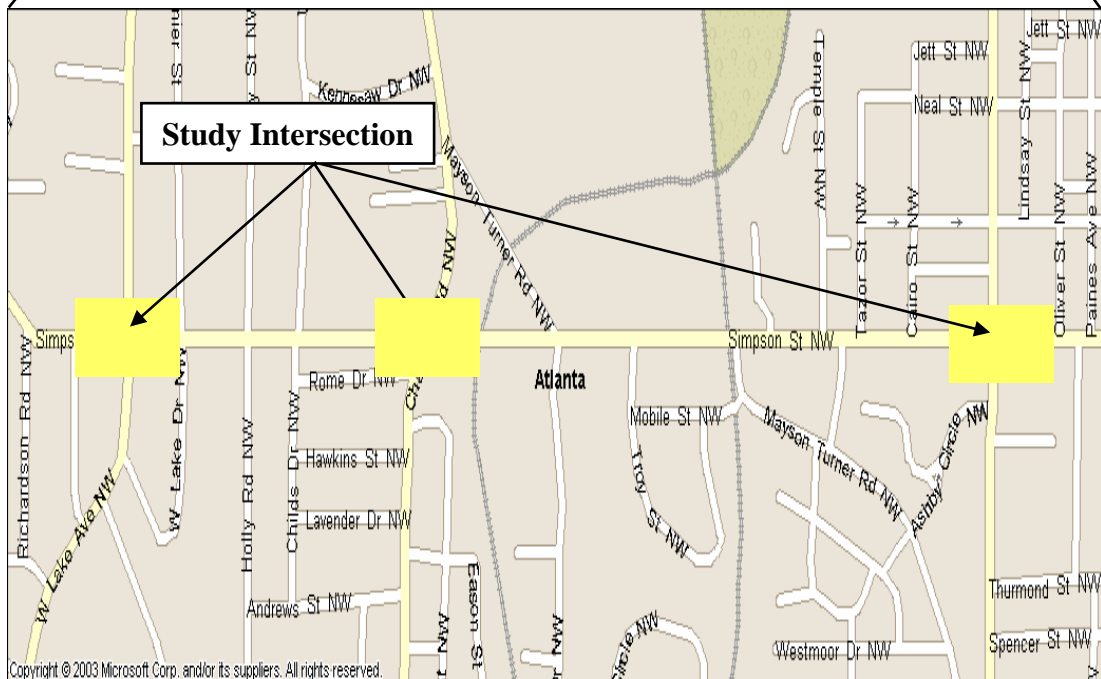 Jett St NW
Jett St NW
Kennesaw Dr NW
Neal St NW
Lindsay St NW
Temple St NW
Study Intersection
Mayson Turner Rd NW
Tazor St NW
Cairo St NW
Oliver St NW
Paines Ave NW
Rd NW
Simps
Simpson St NW
Richardson Rd NW
W Lake Dr NW
Rome Dr NW
Atlanta
Mobile St NW
Mayson Turner Rd NW
Ashby Circle NW
Holly Rd NW
Childs Dr NW
Hawkins St NW
Troy St NW
Lavender Dr NW
W Lake Ave NW
Eason St
Andrews St NW
Thurmond St NW
Circle NW
Westmoor Dr NW
Spencer St NW
Copyright © 2003 Microsoft Corp. and/or its suppliers. All rights reserved.